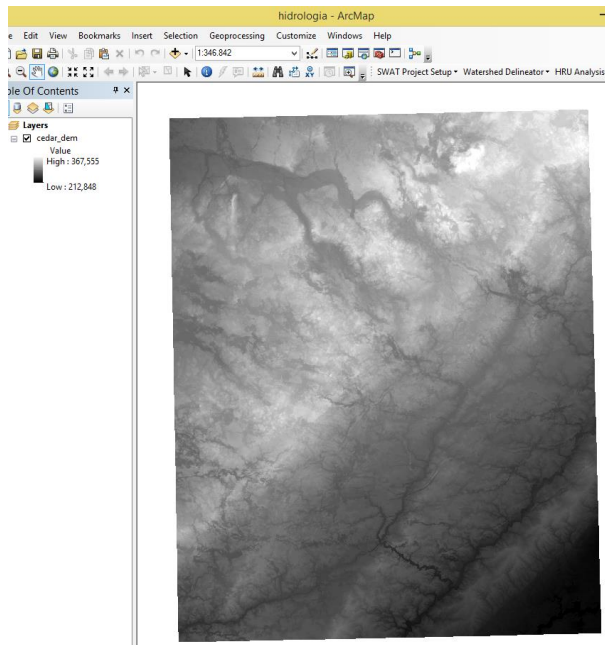 hidrologia - ArcMap
Edit View Bookmarks Insert Selection Geoprocessing Customize Windows Help
1:346.842
SWAT Project Setup Watershed Delineator HRU Analysis
Of Contents
Layers
cedar_dem
Value
High : 367,555
Low : 212,848